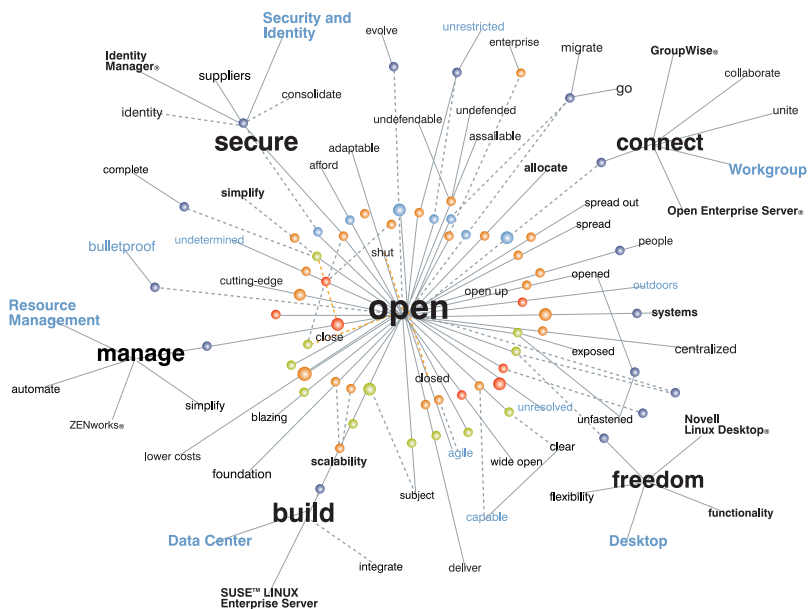 Security and
Identity
evolve
unrestricted
enterprise
migrate
GroupWise®
Identity
Manager®
suppliers
collaborate
consolidate
go
identity
undefendable
undefended
unite
secure
adaptable
assallable
connect
complete
afford
allocate
Workgroup
simplify
spread out
Open Enterprise Server®
spread
bulletproof
undetermined
people
shut
opened
cutting-edge
open up
outdoors
Resource
Management
open
systems
manage
close
exposed
centralized
automate
closed
simplify
blazing
unresolved
unfastened
Novell
Linux Desktop®
ZENworks®
lower costs
scalability
agile
wide open
clear
foundation
freedom
subject
flexibility
build
capable
functionality
Data Center
Desktop
integrate
deliver
SUSE™ LINUX
Enterprise Server